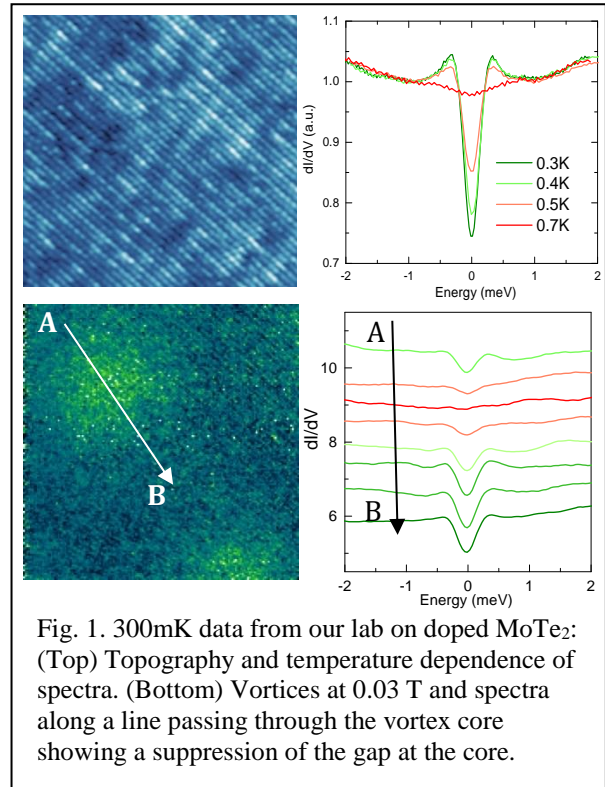 1.1
1.0
0.9
0.8
0.7
dI/dV (a.u.)
0.3K
0.4K
0.5K
0.7K
-2 -1 0 1 2
Energy (meV)
A
B
10
8
6
dI/dV
A
B
-2 -1 0 1 2
Energy (meV)
Fig. 1. 300mK data from our lab on doped MoTe₂:
(Top) Topography and temperature dependence of
spectra. (Bottom) Vortices at 0.03 T and spectra
along a line passing through the vortex core
showing a suppression of the gap at the core.